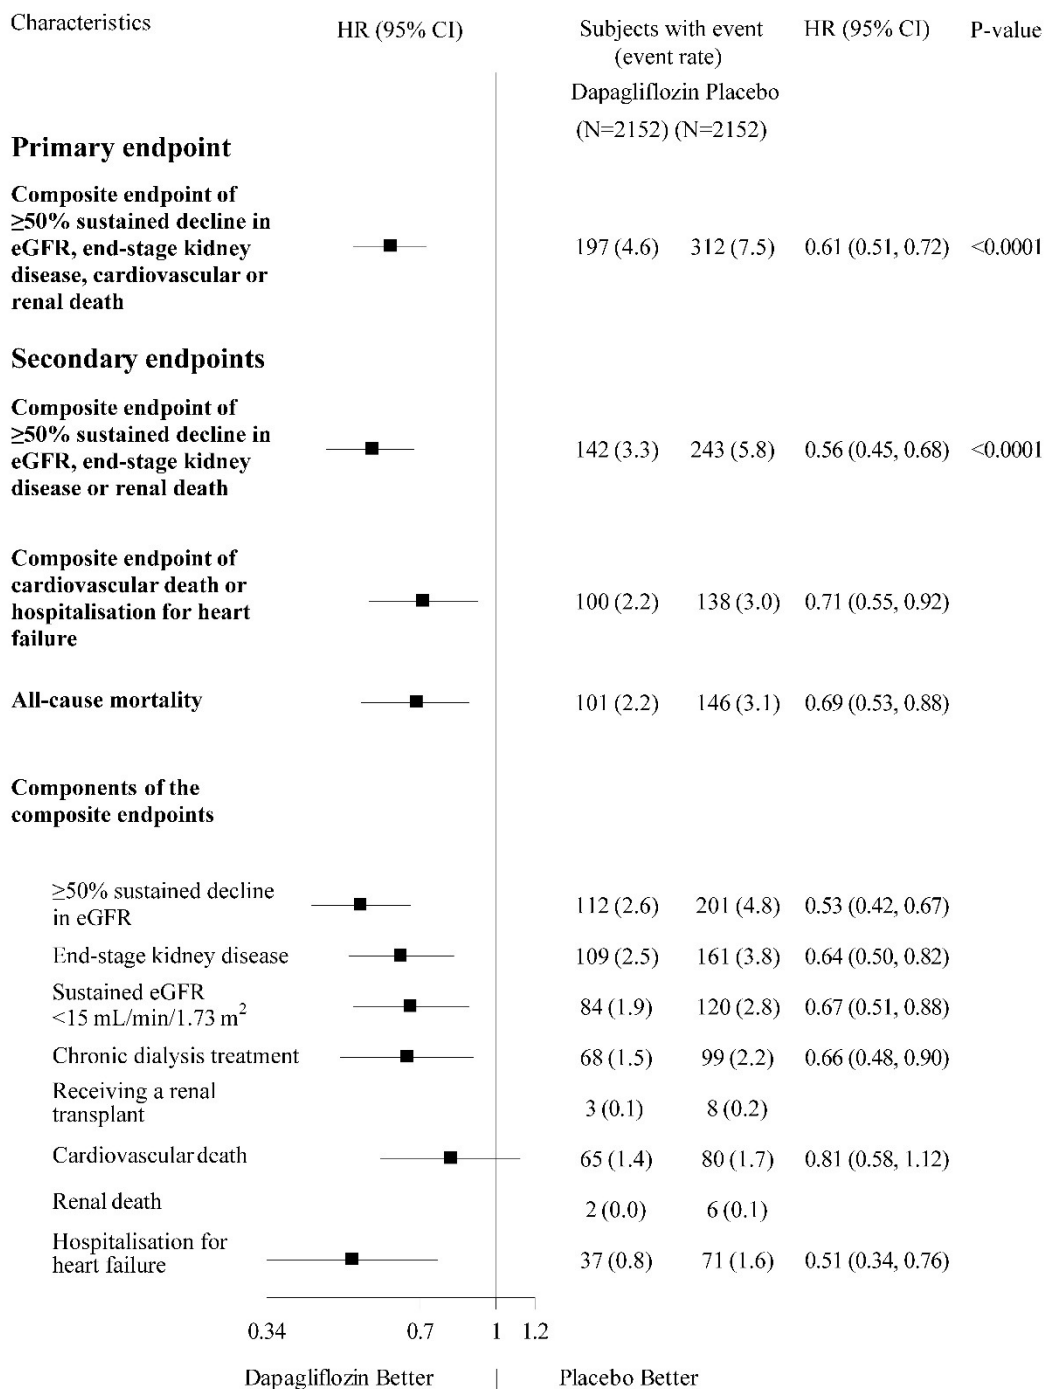 Characteristics HR (95% CI) Subjects with event HR (95% CI) P-value
(event rate)
Dapagliflozin Placebo
(N=2152) (N=2152)
Primary endpoint
Composite endpoint of
≥50% sustained decline in
eGFR, end-stage kidney 197 (4.6) 312 (7.5) 0.61 (0.51, 0.72) <0.0001
disease, cardiovascular or
renal death
Secondary endpoints
Composite endpoint of
≥50% sustained decline in
eGFR, end-stage kidney 142 (3.3) 243 (5.8) 0.56 (0.45, 0.68) <0.0001
disease or renal death
Composite endpoint of
cardiovascular death or
hospitalisation for heart 100 (2.2) 138 (3.0) 0.71 (0.55, 0.92)
failure
All-cause mortality 101 (2.2) 146 (3.1) 0.69 (0.53, 0.88)
Components of the
composite endpoints
≥50% sustained decline
in eGFR 112 (2.6) 201 (4.8) 0.53 (0.42, 0.67)
End-stage kidney disease 109 (2.5) 161 (3.8) 0.64 (0.50, 0.82)
Sustained eGFR
<15 mL/min/1.73 m² 84 (1.9) 120 (2.8) 0.67 (0.51, 0.88)
Chronic dialysis treatment 68 (1.5) 99 (2.2) 0.66 (0.48, 0.90)
Receiving a renal
transplant 3 (0.1) 8 (0.2)
Cardiovascular death 65 (1.4) 80 (1.7) 0.81 (0.58, 1.12)
Renal death 2 (0.0) 6 (0.1)
Hospitalisation for
heart failure 37 (0.8) 71 (1.6) 0.51 (0.34, 0.76)
0.34 0.7 1 1.2
Dapagliflozin Better | Placebo Better